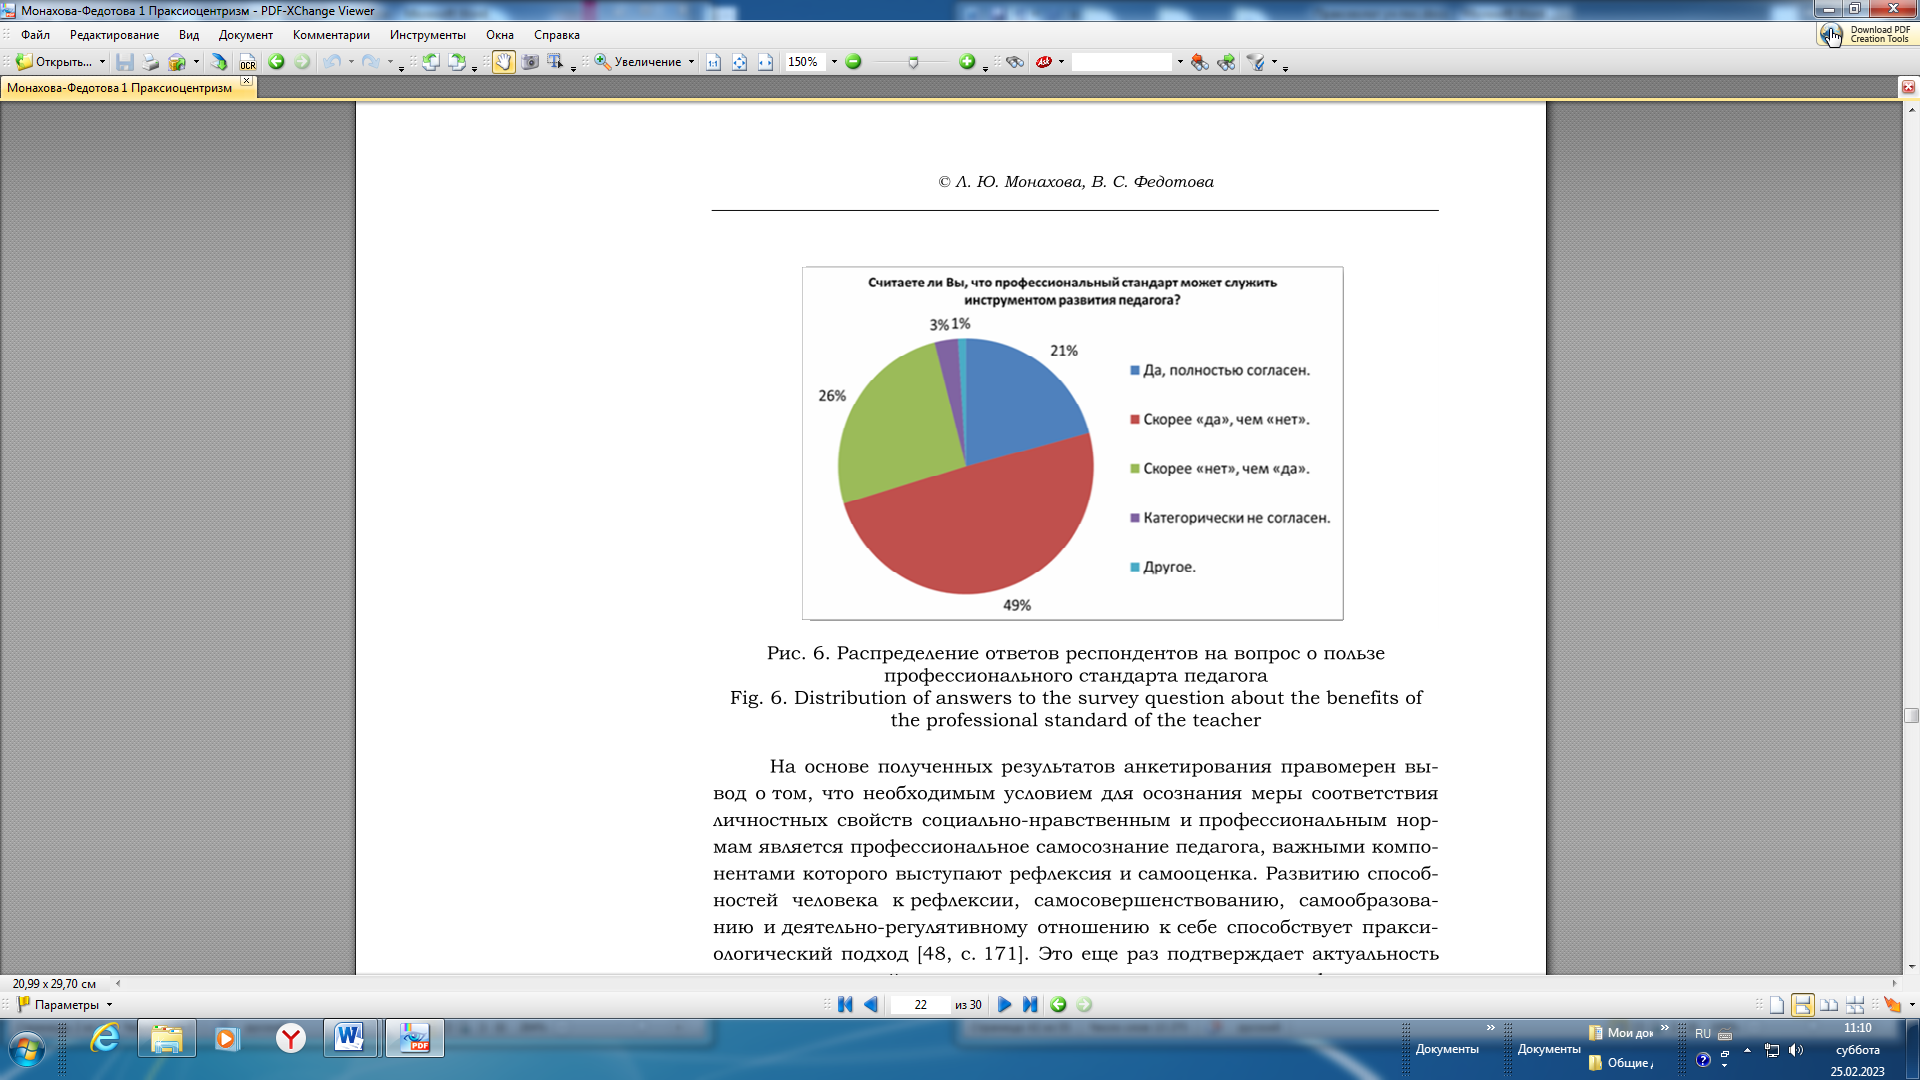 Монахова-Федотова 1 Праксиоцентризм - PDF-XChange Viewer
Файл Редактирование Вид Документ Комментарии Инструменты Окна Справка
Download PDF
Creation Tools
Открыть... OCR Увеличение 1:1 150% Ask
Монахова-Федотова 1 Праксиоцентризм
© Л. Ю. Монахова, В. С. Федотова
Считаете ли Вы, что профессиональный стандарт может служить
инструментом развития педагога?
3% 1%
21%
26%
49%
Да, полностью согласен.
Скорее «да», чем «нет».
Скорее «нет», чем «да».
Категорически не согласен.
Другое.
Рис. 6. Распределение ответов респондентов на вопрос о пользе
профессионального стандарта педагога
Fig. 6. Distribution of answers to the survey question about the benefits of
the professional standard of the teacher
На основе полученных результатов анкетирования правомерен вы-
вод о том, что необходимым условием для осознания меры соответствия
личностных свойств социально-нравственным и профессиональным нор-
мам является профессиональное самосознание педагога, важными компо-
нентами которого выступают рефлексия и самооценка. Развитию способ-
ностей человека к рефлексии, самосовершенствованию, самообразова-
нию и деятельно-регулятивному отношению к себе способствует пракси-
ологический подход [48, с. 171]. Это еще раз подтверждает актуальность
20,99 x 29,70 см
Параметры 22 из 30
Документы
Документы
Мои док
Общие
RU
11:10
суббота
25.02.2023